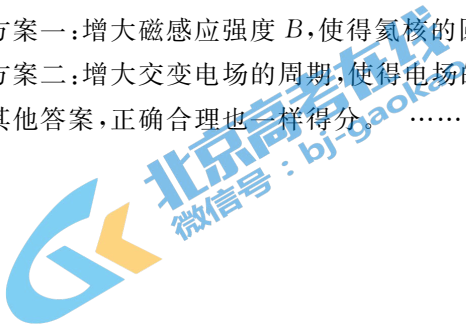 方案一:增大磁感应强度 B,使得氦核的
方案二:增大交变电场的周期,使得电场的
其他答案,正确合理也一样得分。 ……
北京高考在线
微信号:bj-gaokao